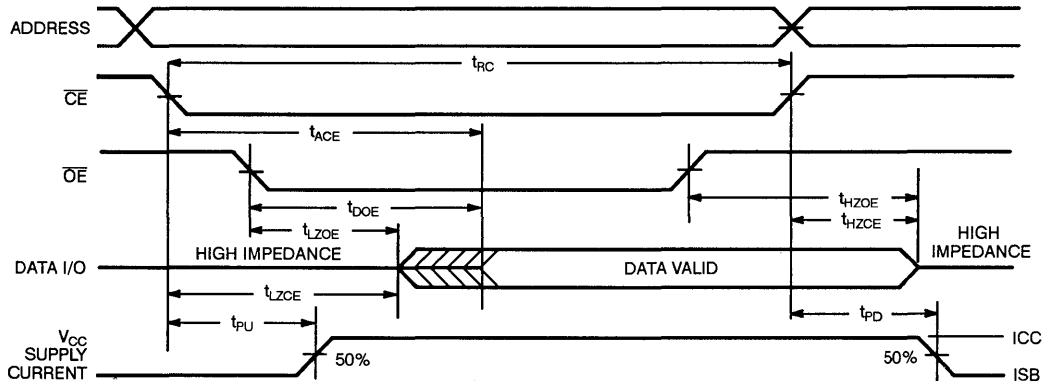 ADDRESS
tRC
CE
tACE
OE
tHZOE
tDOE
tHZCE
tLZOE
HIGH IMPEDANCE
HIGH
IMPEDANCE
DATA I/O
DATA VALID
tLZCE
tPU
tPD
VCC
SUPPLY
CURRENT
50%
50%
ICC
ISB